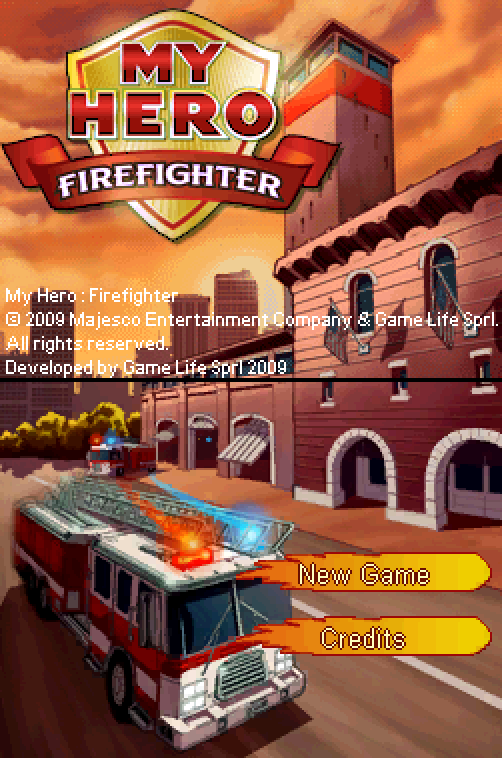 MY
HERO
FIREFIGHTER
My Hero : Firefighter
© 2009 Majesco Entertainment Company & Game Life Sprl.
All rights reserved.
Developed by Game Life Sprl 2009
New Game
Credits